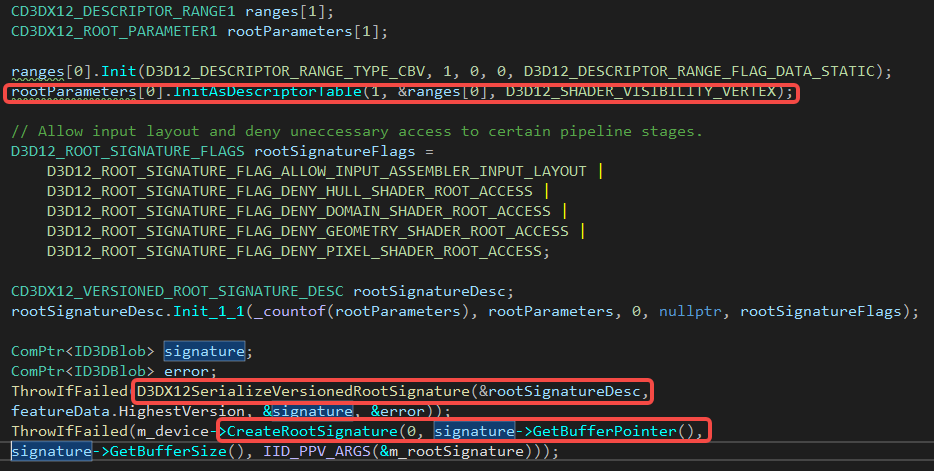 CD3DX12_DESCRIPTOR_RANGE1 ranges[1];
CD3DX12_ROOT_PARAMETER1 rootParameters[1];
ranges[0].Init(D3D12_DESCRIPTOR_RANGE_TYPE_CBV, 1, 0, 0, D3D12_DESCRIPTOR_RANGE_FLAG_DATA_STATIC);
rootParameters[0].InitAsDescriptorTable(1, &ranges[0], D3D12_SHADER_VISIBILITY_VERTEX);
// Allow input layout and deny uneccessary access to certain pipeline stages.
D3D12_ROOT_SIGNATURE_FLAGS rootSignatureFlags =
D3D12_ROOT_SIGNATURE_FLAG_ALLOW_INPUT_ASSEMBLER_INPUT_LAYOUT |
D3D12_ROOT_SIGNATURE_FLAG_DENY_HULL_SHADER_ROOT_ACCESS |
D3D12_ROOT_SIGNATURE_FLAG_DENY_DOMAIN_SHADER_ROOT_ACCESS |
D3D12_ROOT_SIGNATURE_FLAG_DENY_GEOMETRY_SHADER_ROOT_ACCESS |
D3D12_ROOT_SIGNATURE_FLAG_DENY_PIXEL_SHADER_ROOT_ACCESS;
CD3DX12_VERSIONED_ROOT_SIGNATURE_DESC rootSignatureDesc;
rootSignatureDesc.Init_1_1(_countof(rootParameters), rootParameters, 0, nullptr, rootSignatureFlags);
ComPtr<ID3DBlob> signature;
ComPtr<ID3DBlob> error;
ThrowIfFailed(D3DX12SerializeVersionedRootSignature(&rootSignatureDesc,
featureData.HighestVersion, &signature, &error));
ThrowIfFailed(m_device->CreateRootSignature(0, signature->GetBufferPointer(),
signature->GetBufferSize(), IID_PPV_ARGS(&m_rootSignature)));